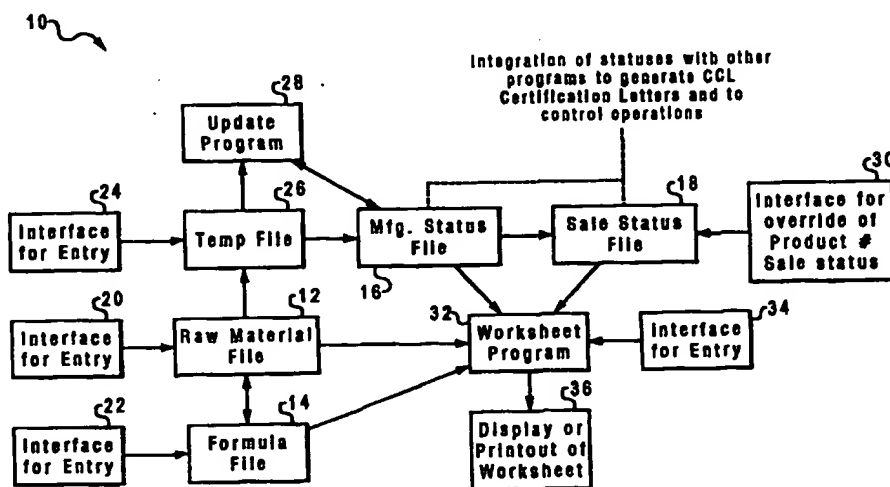 10
Integration of statuses with other
programs to generate CCL
Certification Letters and to
control operations
28
Update
Program
30
Interface for
override of
Product #
Sale status
24
Interface
for Entry
26
Temp File
Mfg. Status
File
16
18
Sale Status
File
20
Interface
for Entry
12
Raw Material
File
32
Worksheet
Program
34
Interface
for Entry
22
Interface
for Entry
14
Formula
File
36
Display or
Printout of
Worksheet